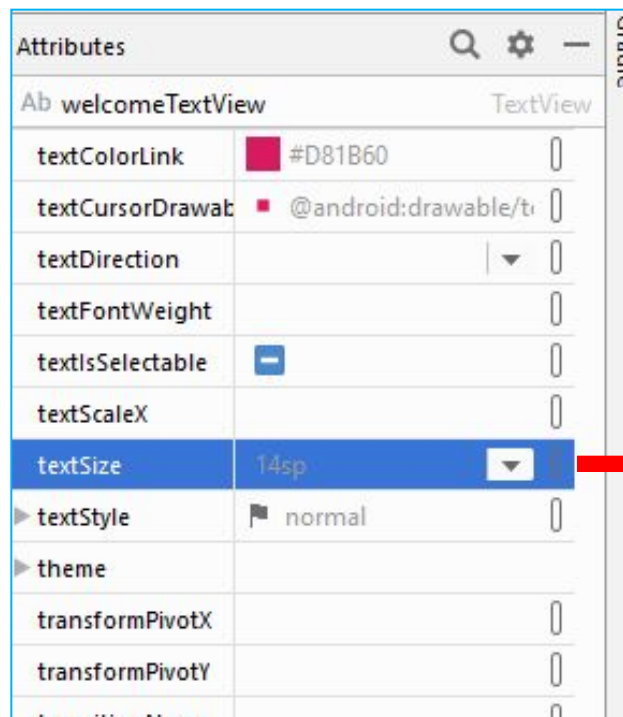 Attributes
Ab welcomeTextView TextView
textColorLink #D81B60
textCursorDrawab @android:drawable/t
textDirection
textFontWeight
textIsSelectable
textScaleX
textSize 14sp
textStyle normal
theme
transformPivotX
transformPivotY